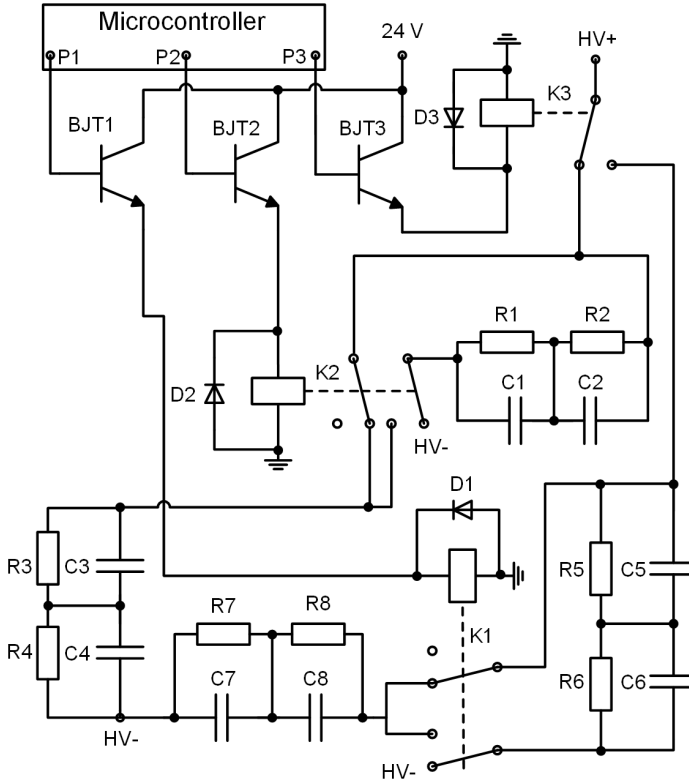 Microcontroller
P1 P2 P3 24 V HV+
BJT1 BJT2 BJT3 D3 K3
R1 R2
D2 K2 C1 C2
HV-
D1
R3 C3 R5 C5
R7 R8 K1
R4 C4 C7 C8 R6 C6
HV-
HV-